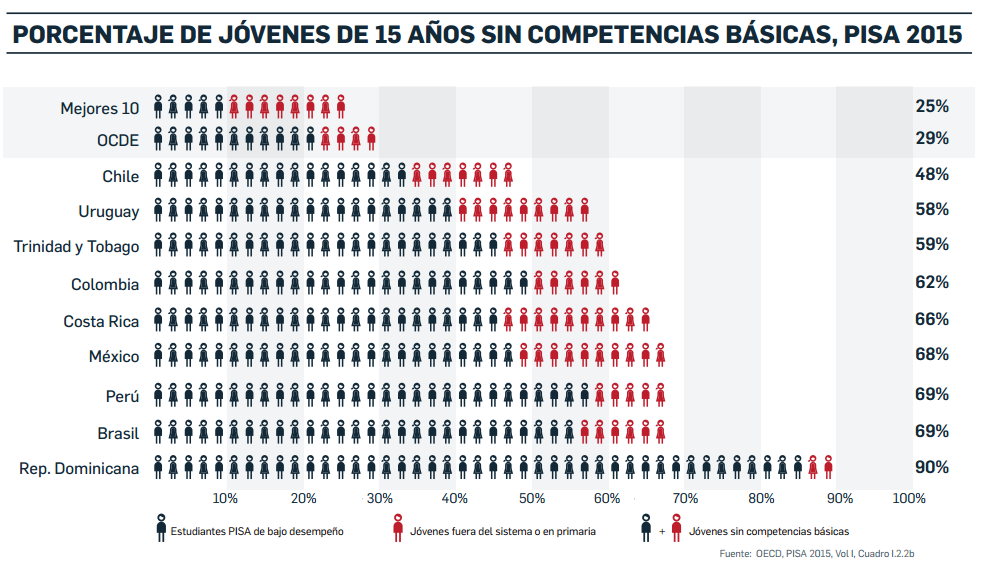 PORCENTAJE DE JÓVENES DE 15 AÑOS SIN COMPETENCIAS BÁSICAS, PISA 2015
Mejores 10 25%
OCDE 29%
Chile 48%
Uruguay 58%
Trinidad y Tobago 59%
Colombia 62%
Costa Rica 66%
México 68%
Perú 69%
Brasil 69%
Rep. Dominicana 90%
10% 20% 30% 40% 50% 60% 70% 80% 90% 100%
Estudiantes PISA de bajo desempeño Jóvenes fuera del sistema o en primaria + Jóvenes sin competencias básicas
Fuente: OECD, PISA 2015, Vol I, Cuadro I.2.2b